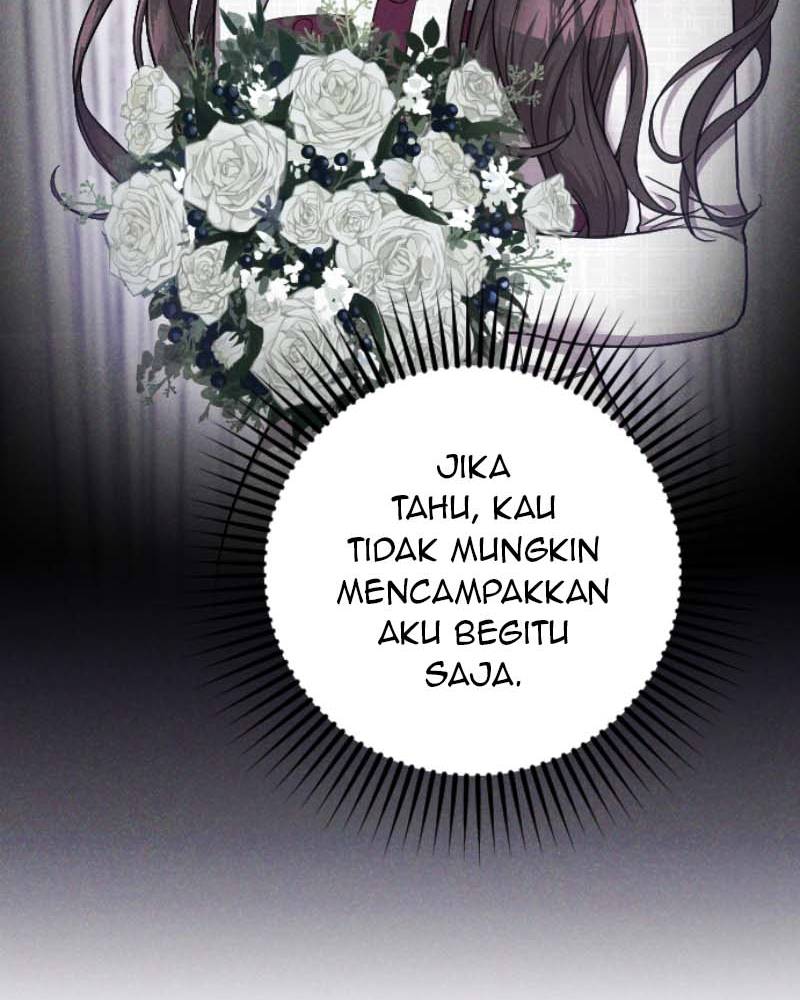 JIKA
TAHU, KAU
TIDAK MUNGKIN
MENCAMPAKKAN
AKU BEGITU
SAJA.